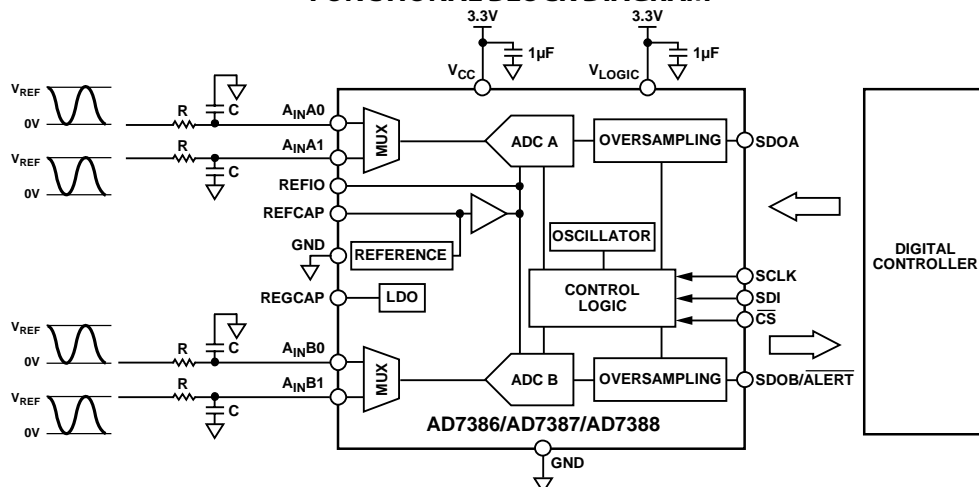 FUNCTIONAL BLOCK DIAGRAM
3.3V
3.3V
1µF
1µF
VCC
VLOGIC
VREF
0V
R
C
AINA0
MUX
ADC A
OVERSAMPLING
SDOA
VREF
0V
R
C
AINA1
REFIO
REFCAP
GND
REFERENCE
OSCILLATOR
REGCAP
LDO
CONTROL
LOGIC
SCLK
SDI
CS
DIGITAL
CONTROLLER
VREF
0V
R
C
AINB0
MUX
ADC B
OVERSAMPLING
SDOB/ALERT
VREF
0V
R
C
AINB1
AD7386/AD7387/AD7388
GND